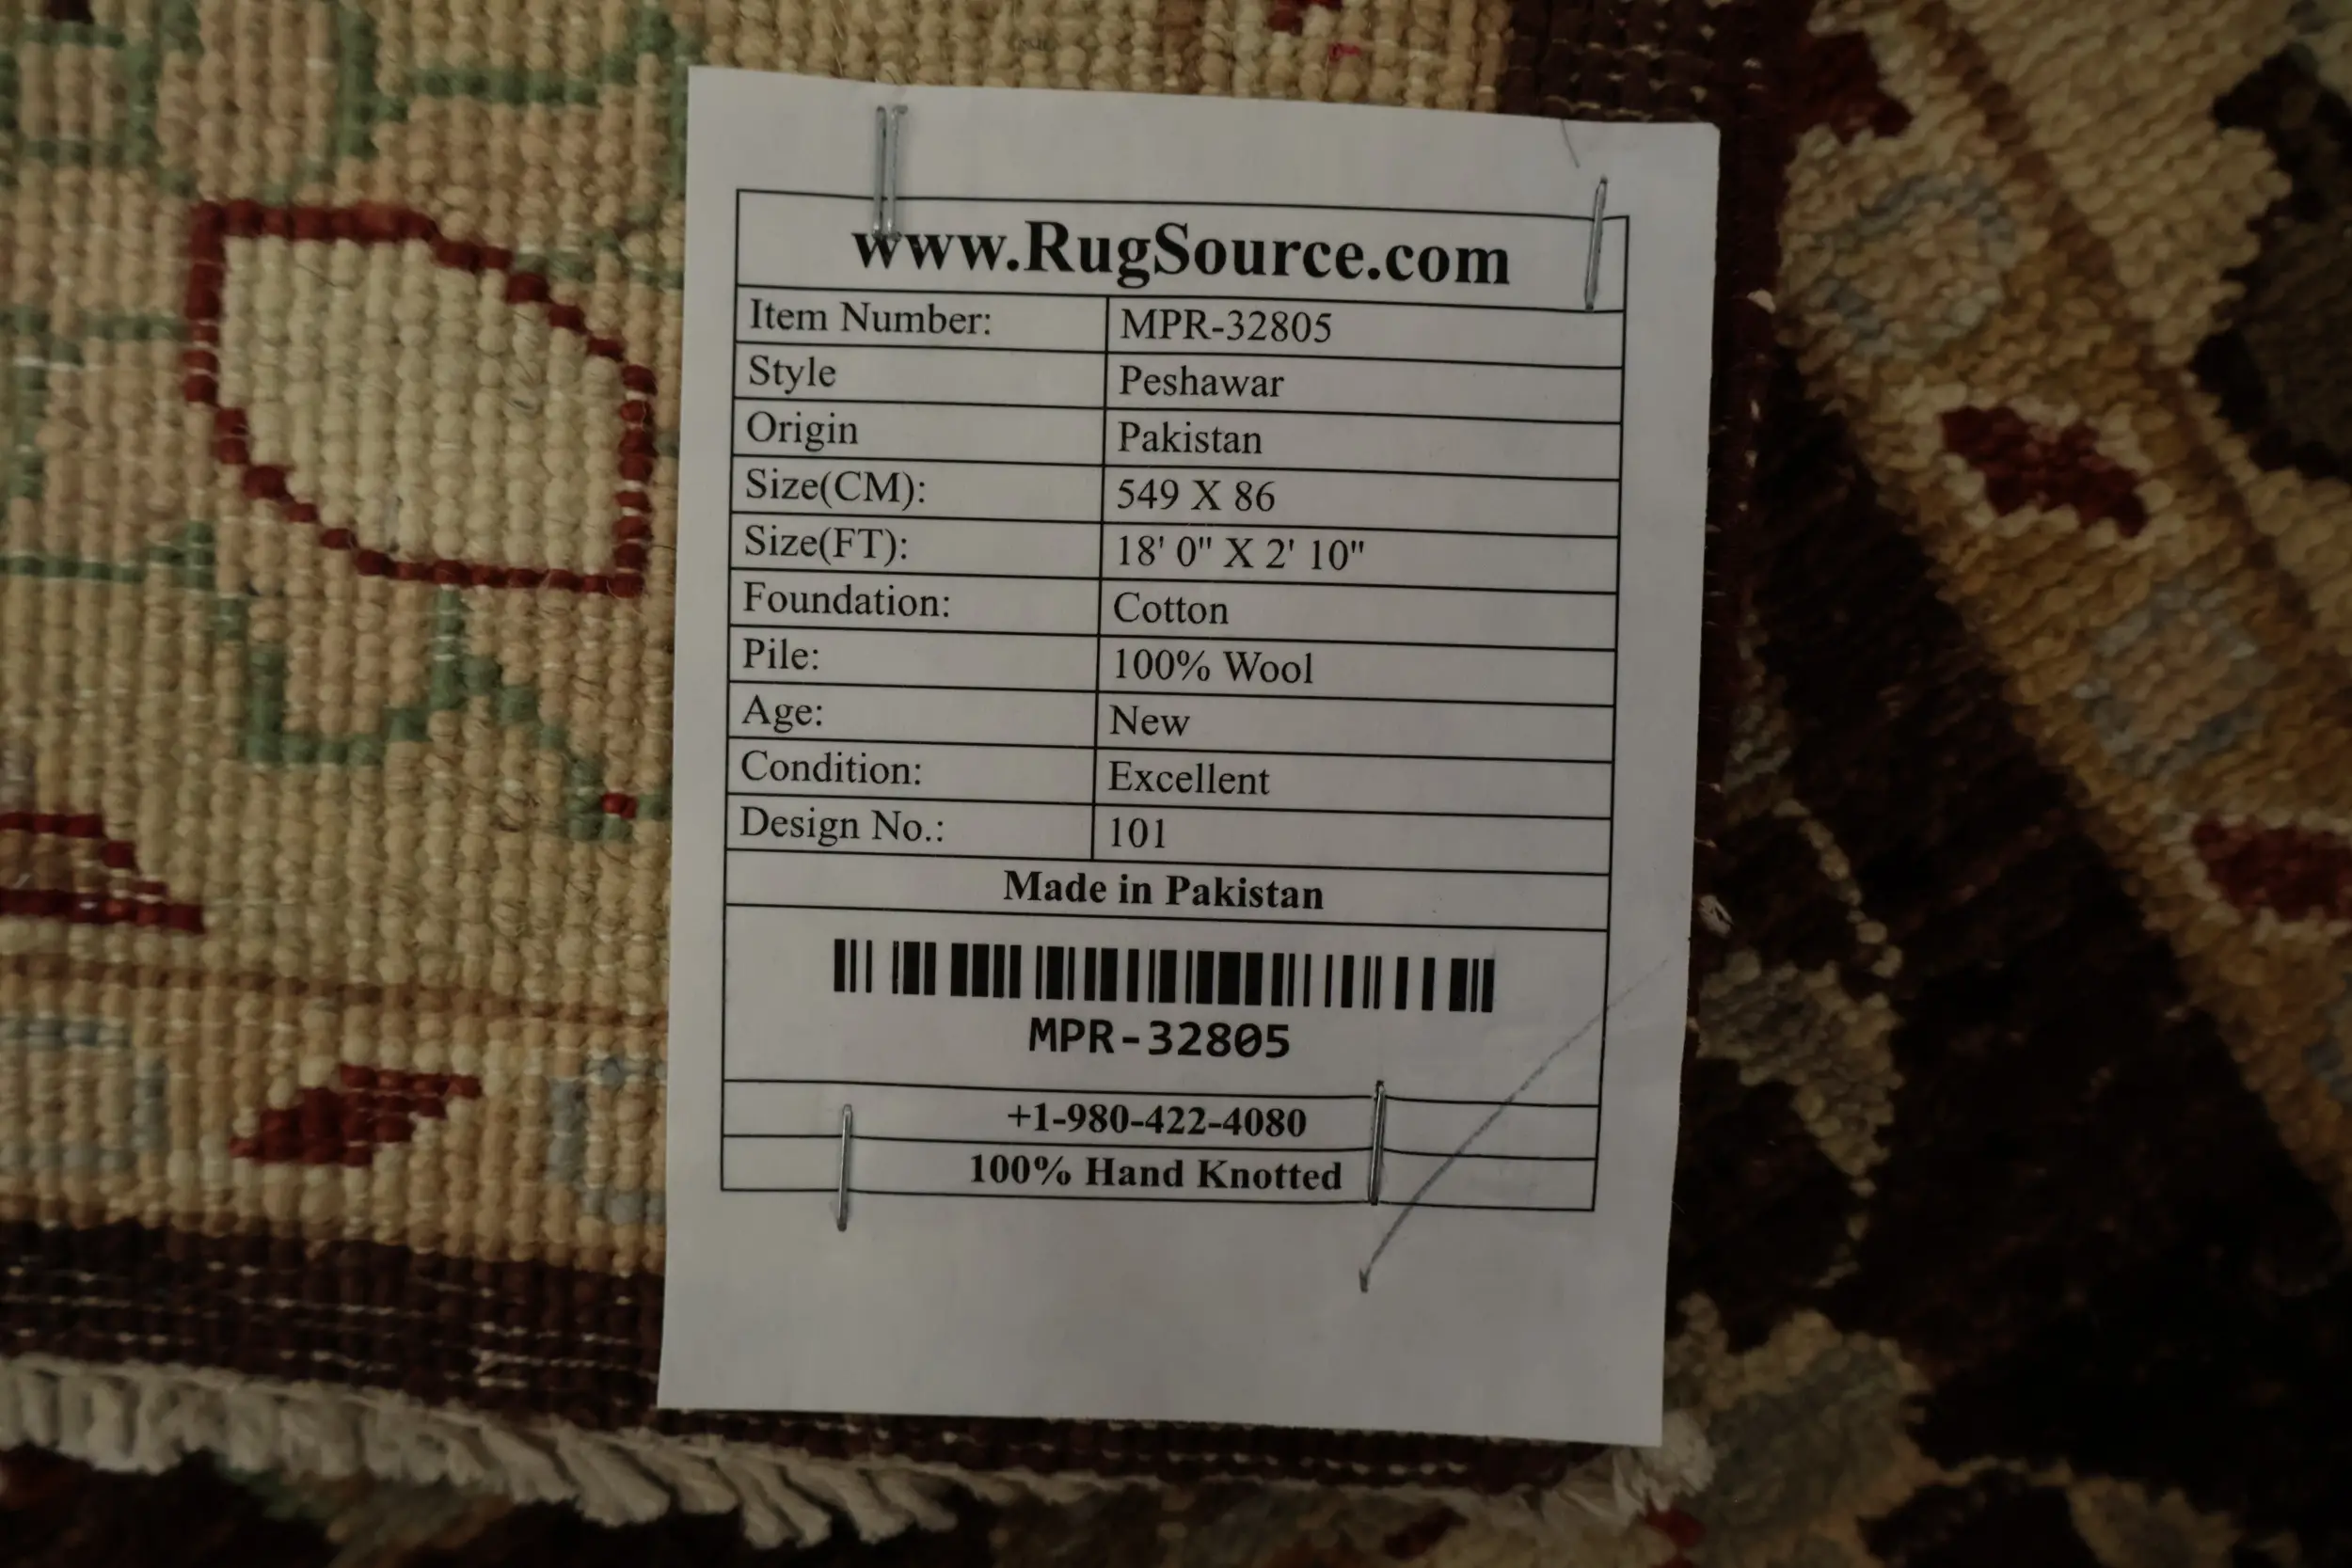 www.RugSource.com
Item Number: MPR-32805
Style Peshawar
Origin Pakistan
Size(CM): 549 X 86
Size(FT): 18' 0" X 2' 10"
Foundation: Cotton
Pile: 100% Wool
Age: New
Condition: Excellent
Design No.: 101
Made in Pakistan
MPR-32805
+1-980-422-4080
100% Hand Knotted